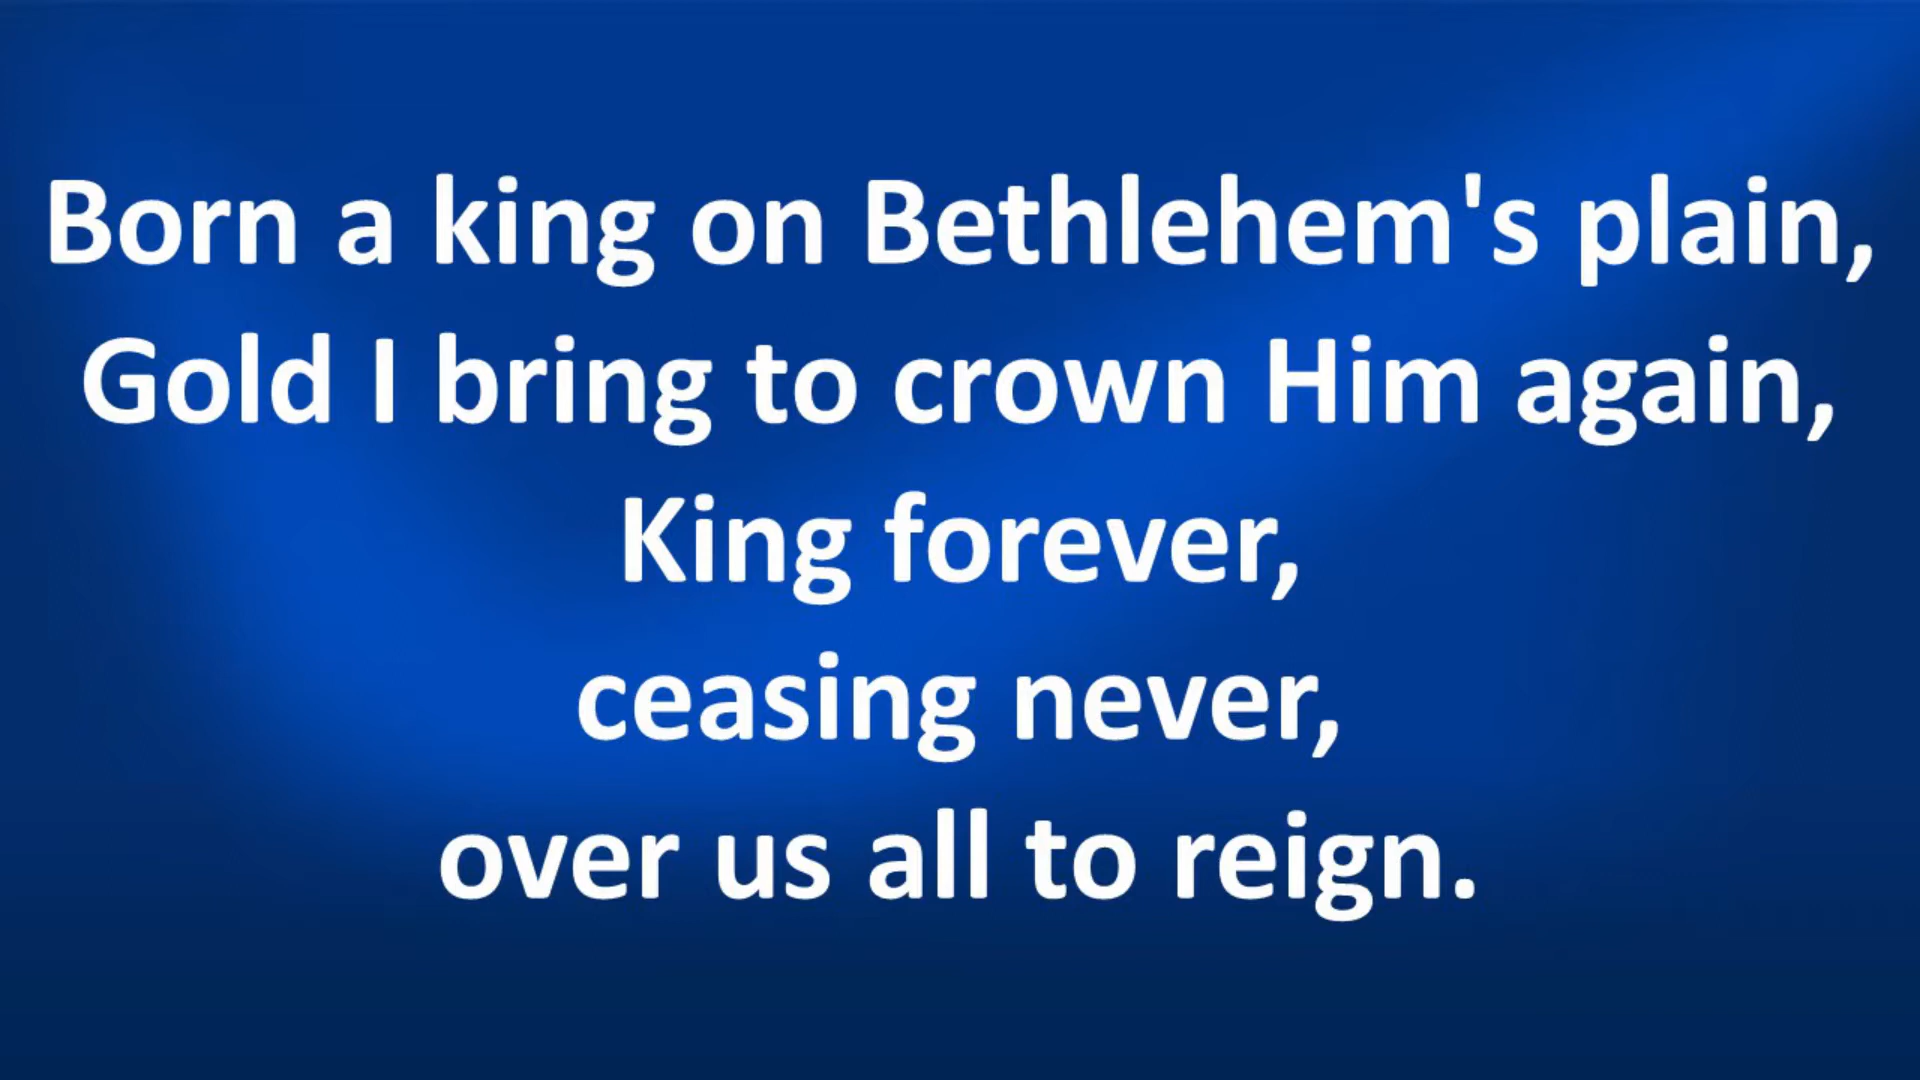 Born a king on Bethlehem's plain,
Gold I bring to crown Him again,
King forever,
ceasing never,
over us all to reign.